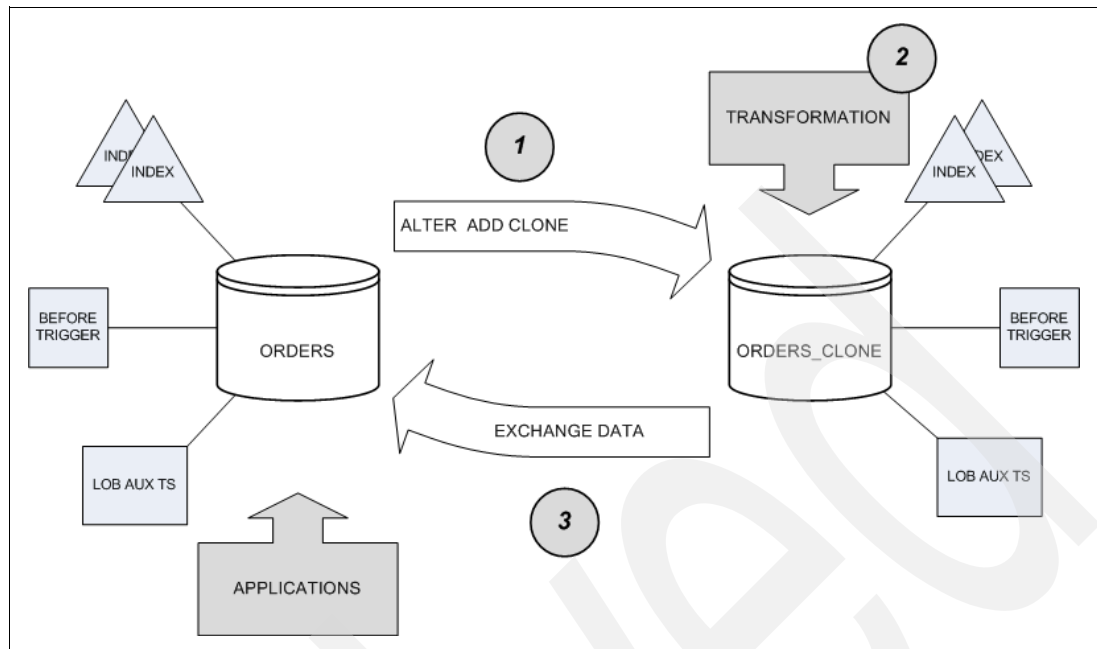 2
TRANSFORMATION
1
INDEX
INDEX
ALTER ADD CLONE
BEFORE
TRIGGER
ORDERS
ORDERS_CLONE
BEFORE
TRIGGER
EXCHANGE DATA
LOB AUX TS
LOB AUX TS
3
APPLICATIONS